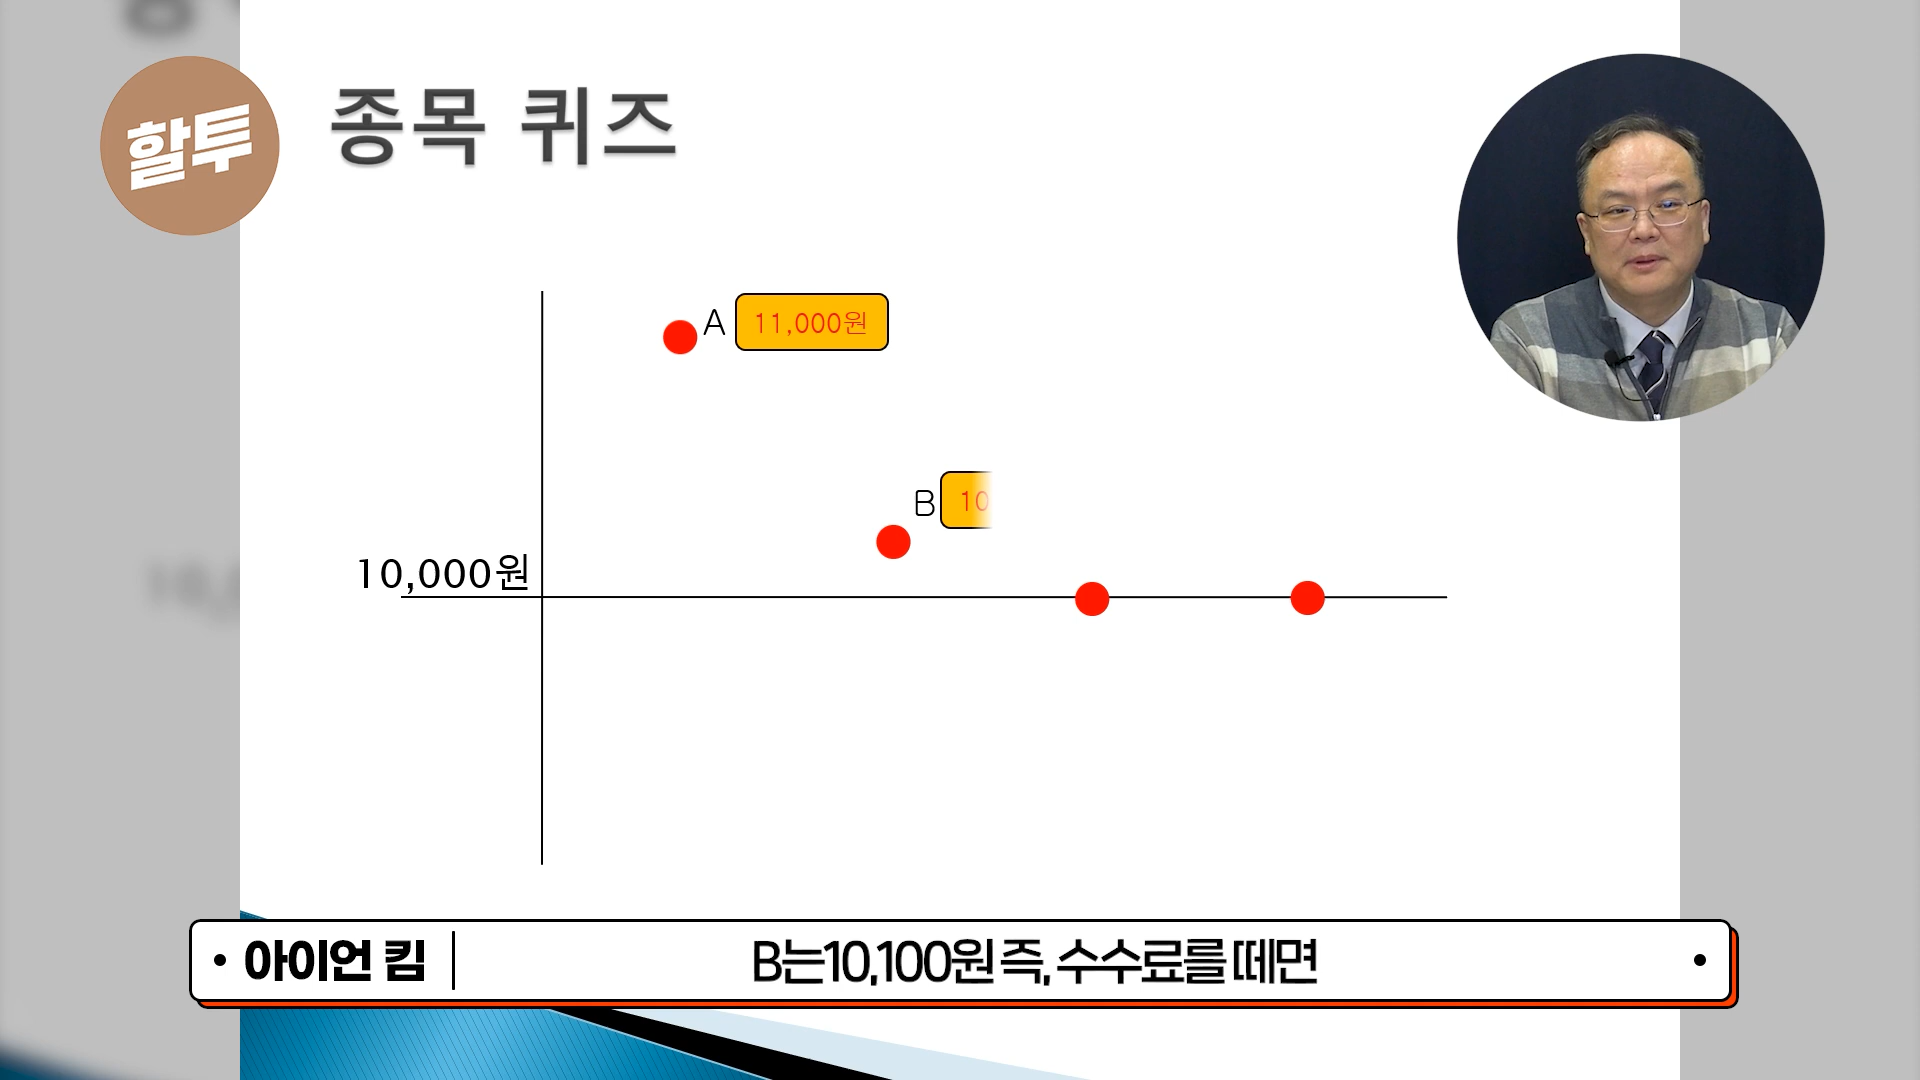 할투
종목 퀴즈
A 11,000원
B 10
10,000원
아이언 킴
B는10,100원 즉, 수수료를 떼면